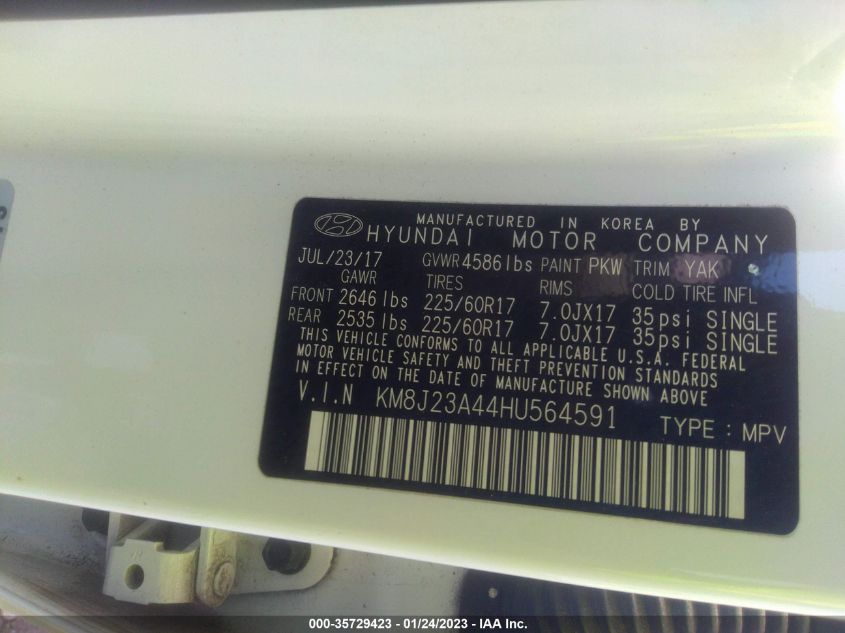 MANUFACTURED IN KOREA BY
HYUNDAI MOTOR COMPANY
JUL/23/17 GVWR 4586 lbs PAINT PKW TRIM YAK
GAWR TIRES RIMS COLD TIRE INFL
FRONT 2646 lbs 225/60R17 7.0JX17 35psi SINGLE
REAR 2535 lbs 225/60R17 7.0JX17 35psi SINGLE
THIS VEHICLE CONFORMS TO ALL APPLICABLE U.S.A. FEDERAL
MOTOR VEHICLE SAFETY AND THEFT PREVENTION STANDARDS
IN EFFECT ON THE DATE OF MANUFACTURE SHOWN ABOVE
V.I.N KM8J23A44HU564591 TYPE : MPV
000-35729423 - 01/24/2023 - IAA Inc.